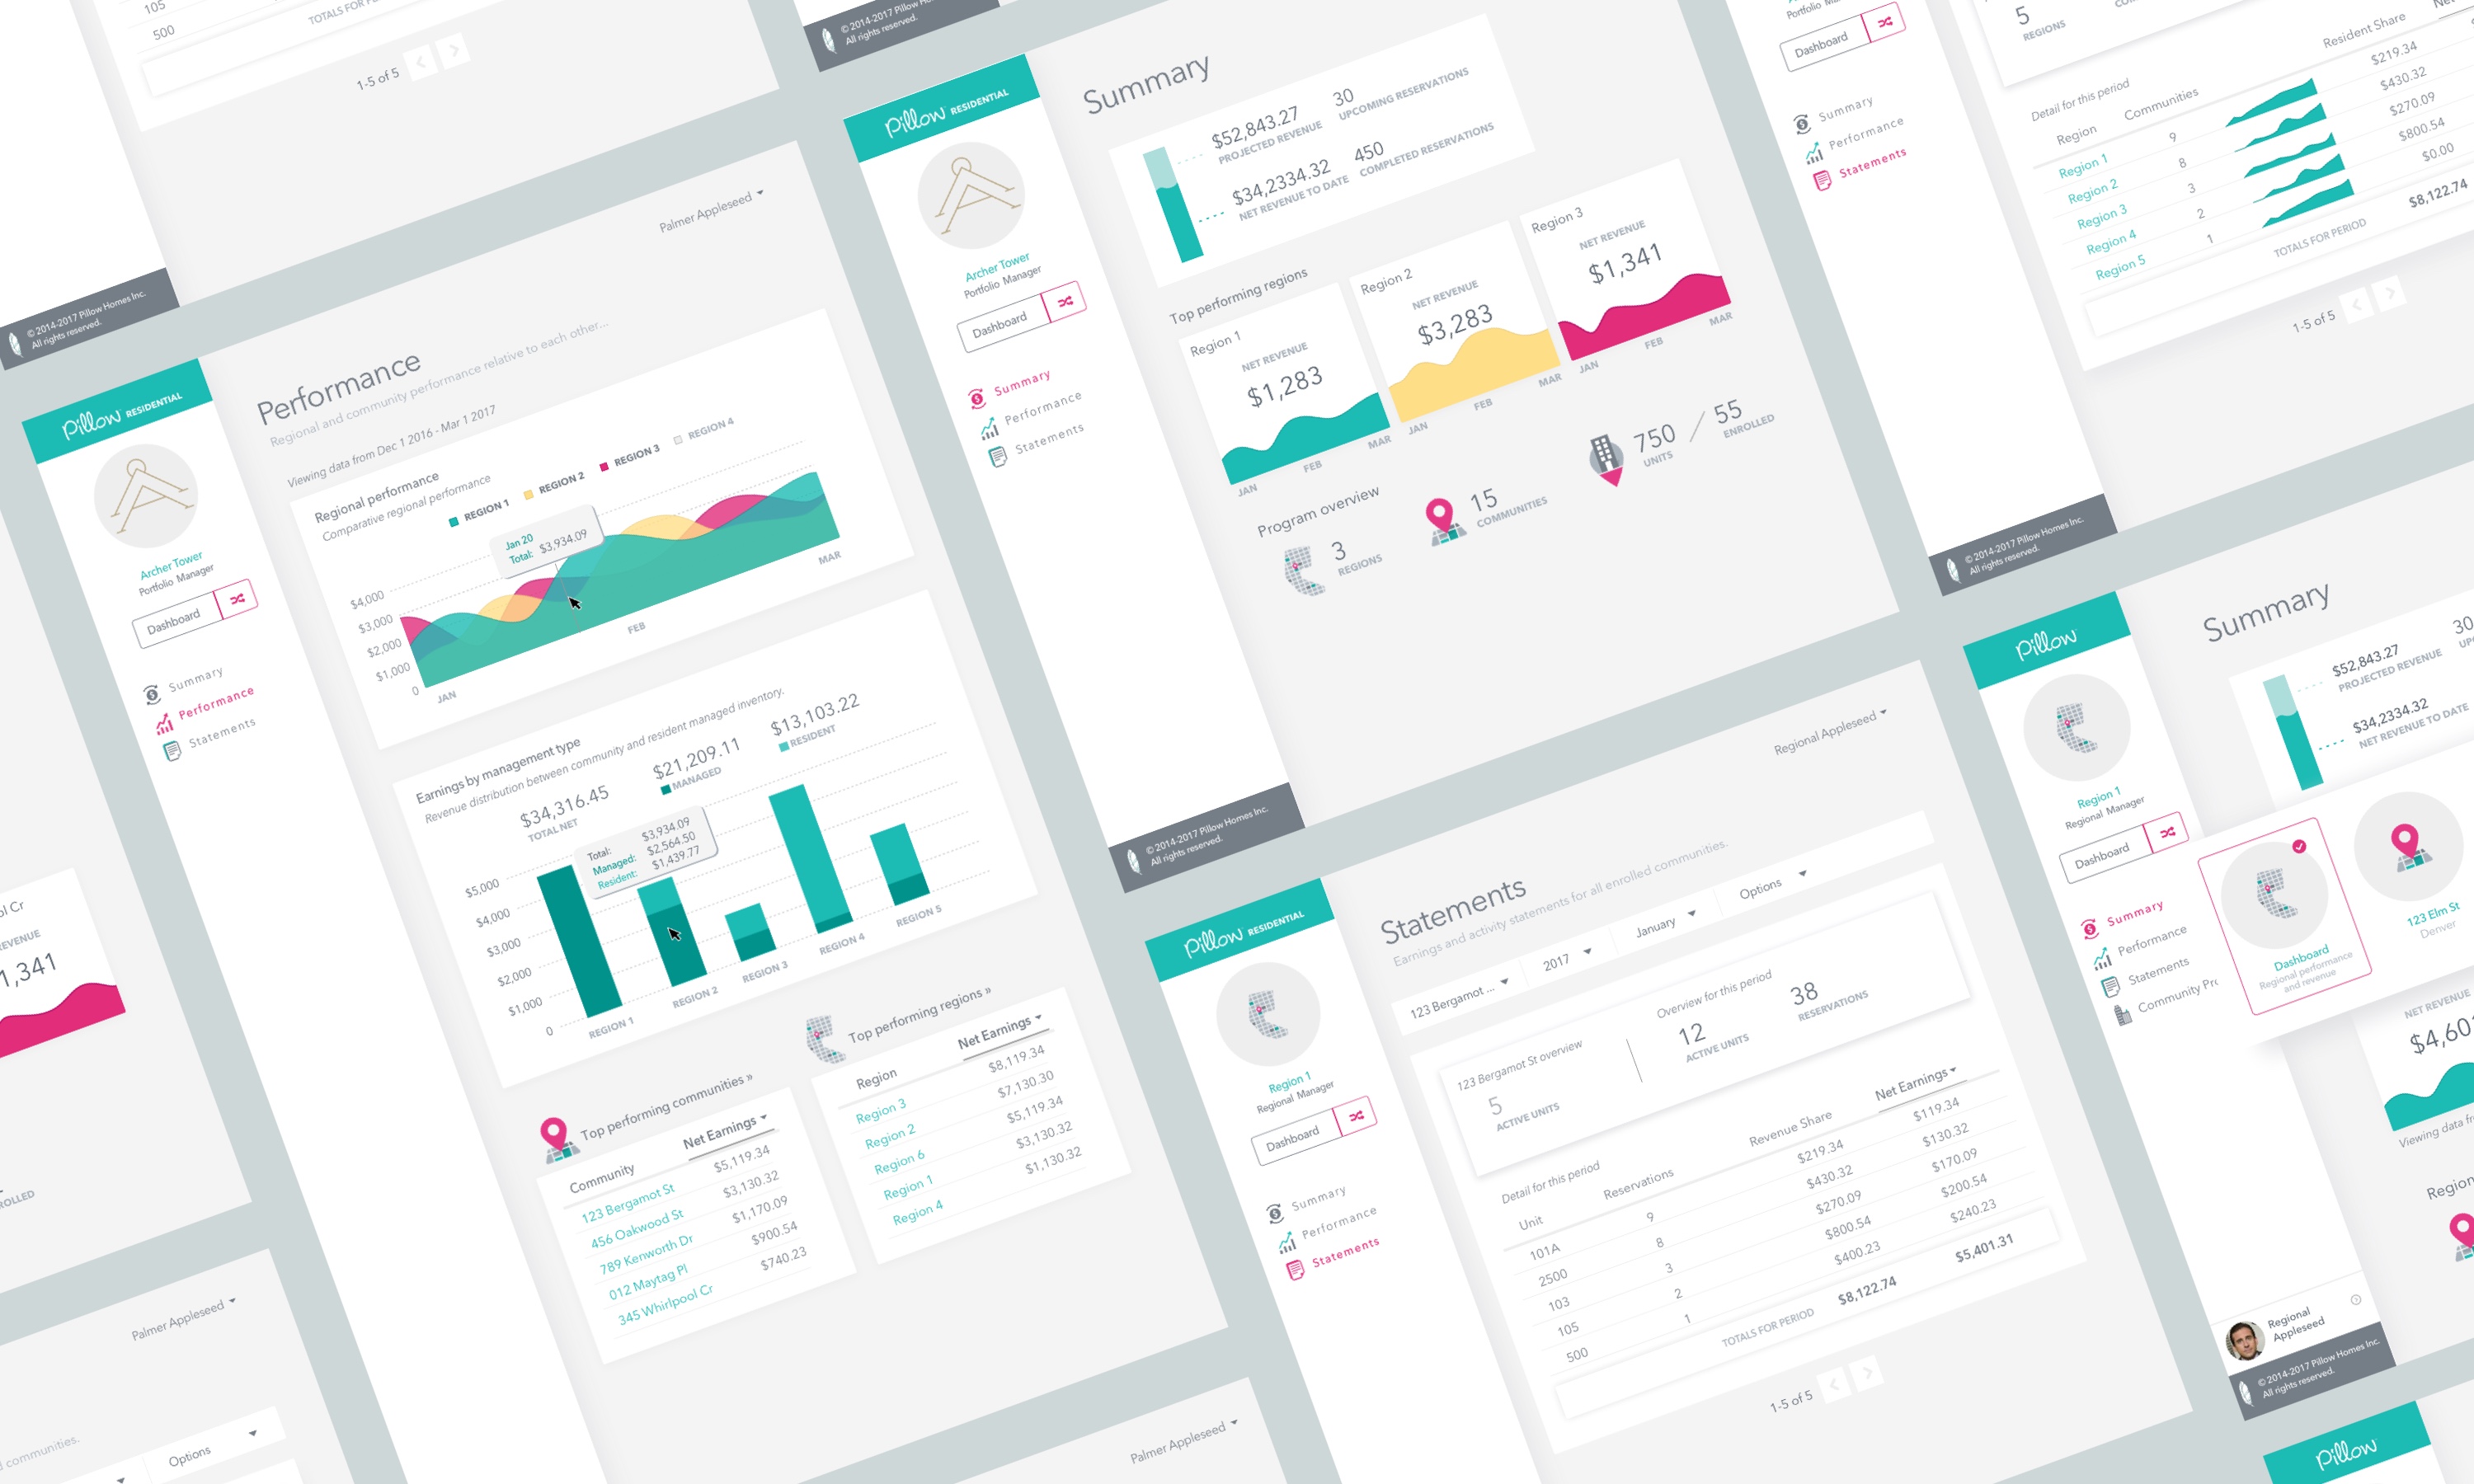 105
500
TOTALS FOR
1-5 of 5
© 2014-2017 Pillow Homes Inc.
All rights reserved.
Palmer Appleseed
pillow RESIDENTIAL
Archer Tower
Portfolio Manager
Dashboard
Summary
Performance
Statements
Performance
Regional and community performance relative to each other...
Viewing data from Dec 1 2016 - Mar 1 2017
Regional performance
Comparative regional performance
REGION 1
REGION 2
REGION 3
REGION 4
Jan 20
Total: $3,934.09
$4,000
$3,000
$2,000
$1,000
0
JAN
FEB
MAR
Earnings by management type
Revenue distribution between community and resident managed inventory.
$34,316.45
TOTAL NET
$21,209.11
MANAGED
$13,103.22
RESIDENT
Total: $3,934.09
Managed: $2,564.50
Resident: $1,439.77
$5,000
$4,000
$3,000
$2,000
$1,000
0
REGION 1
REGION 2
REGION 3
REGION 4
REGION 5
Top performing communities »
Community Net Earnings
123 Bergamot St $5,119.34
456 Oakwood St $3,130.32
789 Kenworth Dr $1,170.09
012 Maytag Pl $900.54
345 Whirlpool Cr $740.23
Top performing regions »
Region Net Earnings
Region 3 $8,119.34
Region 2 $7,130.30
Region 6 $5,119.34
Region 1 $3,130.32
Region 4 $1,130.32
© 2014-2017 Pillow Homes Inc.
All rights reserved.
pillow RESIDENTIAL
Archer Tower
Portfolio Manager
Dashboard
Summary
Performance
Statements
© 2014-2017 Pillow Homes Inc.
All rights reserved.
Summary
$52,843.27
PROJECTED REVENUE
30
UPCOMING RESERVATIONS
$34,2334.32
NET REVENUE TO DATE
450
COMPLETED RESERVATIONS
Top performing regions
Region 1
NET REVENUE
$1,283
JAN
FEB
MAR
Region 2
NET REVENUE
$3,283
JAN
FEB
MAR
Region 3
NET REVENUE
$1,341
JAN
FEB
MAR
Program overview
3
REGIONS
15
COMMUNITIES
750
UNITS
/
55
ENROLLED
Dashboard
Summary
Performance
Statements
© 2014-2017 Pillow Homes Inc.
All rights reserved.
5
REGIONS
Detail for this period
Region Communities Resident Share
Region 1 9 $219.34
Region 2 8 $430.32
Region 3 3 $270.09
Region 4 2 $800.54
Region 5 1 $0.00
TOTALS FOR PERIOD $8,122.74
1-5 of 5
Regional Appleseed
pillow RESIDENTIAL
Region 1
Regional Manager
Dashboard
Summary
Performance
Statements
Statements
Earnings and activity statements for all enrolled communities.
123 Bergamot ...
2017
January
Options
123 Bergamot St overview
5
ACTIVE UNITS
Overview for this period
12
ACTIVE UNITS
38
RESERVATIONS
Detail for this period
Unit Reservations Revenue Share Net Earnings
101A 9 $219.34 $119.34
2500 8 $430.32 $130.32
103 3 $270.09 $170.09
105 2 $800.54 $200.54
500 1 $400.23 $240.23
TOTALS FOR PERIOD $8,122.74 $5,401.31
1-5 of 5
pillow
Region 1
Regional Manager
Dashboard
Summary
Performance
Statements
Community
Summary
$52,843.27
PROJECTED REVENUE
30
$34,2334.32
NET REVENUE TO DATE
Dashboard
Regional performance
and revenue
123 Elm St
Denver
NET REVENUE
Viewing data
Regional
Appleseed
© 2014-2017 Pillow Homes Inc.
All rights reserved.
pillow
Cr
1,341
Palmer Appleseed
communities.
Options
Palmer Appleseed